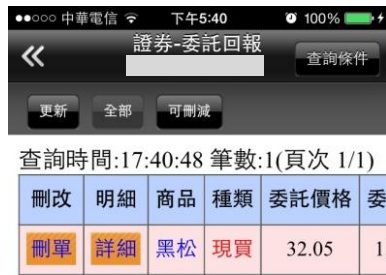 ●●○○○ 中華電信 下午5:40 100%
證券-委託回報
查詢條件
更新 全部 可刪減
查詢時間:17:40:48 筆數:1(頁次 1/1)
刪改 明細 商品 種類 委託價格 委
刪單 詳細 黑松 現買 32.05 1